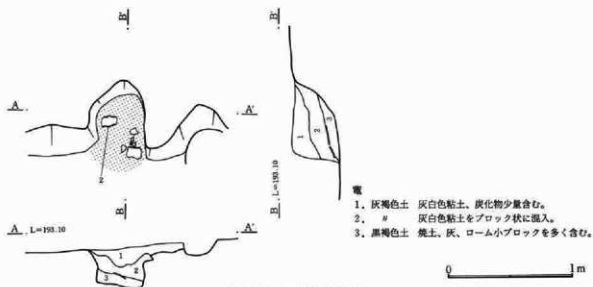 B'
A
A'
2
B
A L=193.10
A'
1
2
3
B'
1
2
3
B L=193.10
竈
1. 灰褐色土 灰白色粘土、炭化物少量含む。
2. 〃 灰白色粘土をブロック状に混入。
3. 黒褐色土 焼土、灰、ローム小ブロックを多く含む。
0 1m